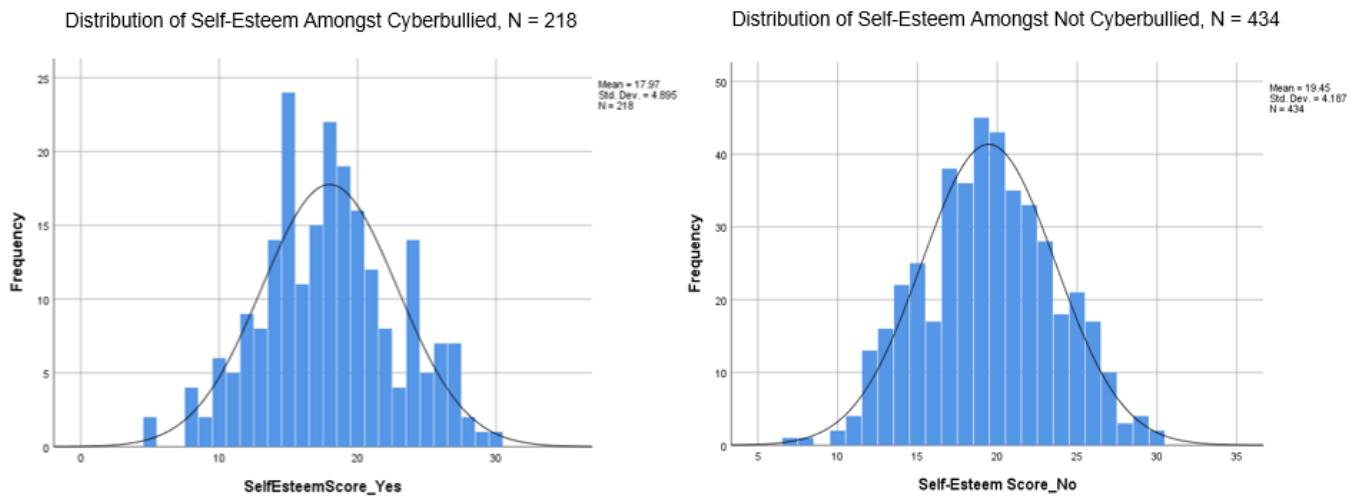 Distribution of Self-Esteem Amongst Cyberbullied, N = 218
Mean = 17.97
Std. Dev. = 4.895
N = 218
25
20
15
10
5
0
Frequency
0 10 20 30
SelfEsteemScore_Yes
Distribution of Self-Esteem Amongst Not Cyberbullied, N = 434
Mean = 19.45
Std. Dev. = 4.187
N = 434
50
40
30
20
10
0
Frequency
5 10 15 20 25 30 35
Self-Esteem Score_No